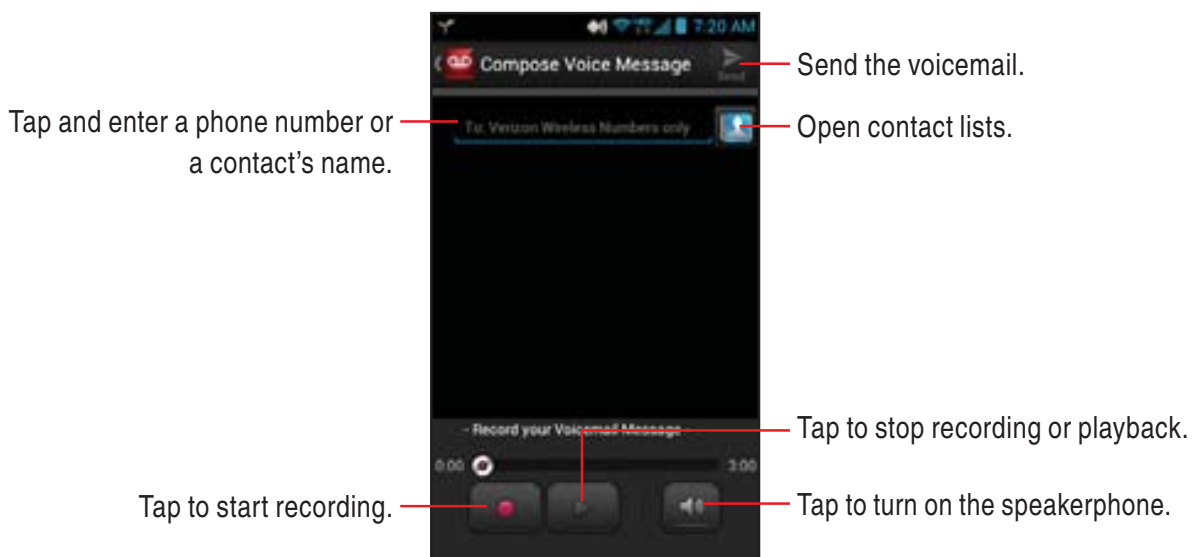 7:20 AM
Compose Voice Message
Send
Send the voicemail.
Tap and enter a phone number or
a contact’s name.
To: Verizon Wireless Numbers only
Open contact lists.
- Record your Voicemail Message -
Tap to stop recording or playback.
0:00
3:00
Tap to start recording.
Tap to turn on the speakerphone.